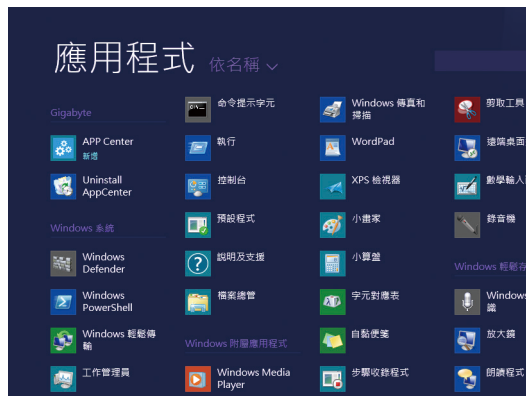 應用程式 依名稱
Gigabyte
APP Center
新增
Uninstall
AppCenter
Windows 系統
Windows
Defender
Windows
PowerShell
Windows 輕鬆傳
輸
工作管理員
命令提示字元
執行
控制台
預設程式
說明及支援
檔案總管
Windows 附屬應用程式
Windows Media
Player
Windows 傳真和
掃描
WordPad
XPS 檢視器
小畫家
小算盤
字元對應表
自黏便箋
步驟收錄程式
剪取工具
遠端桌面
數學輸入
錄音機
Windows 輕鬆存
Windows
識
放大鏡
朗讀程式